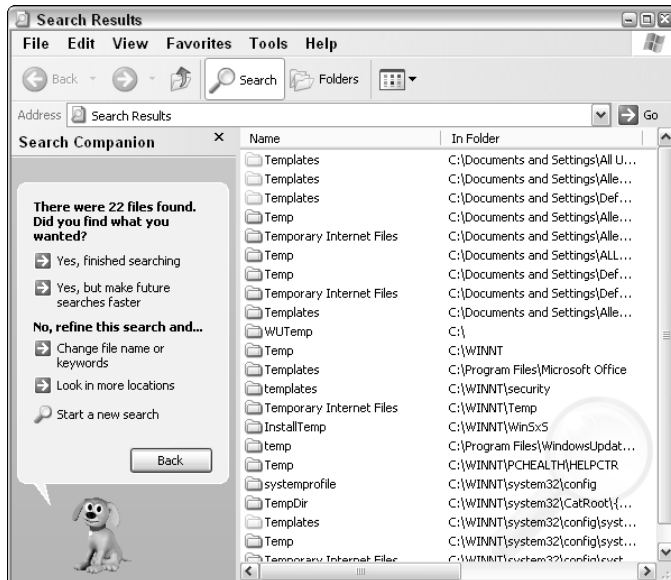 Search Results
File Edit View Favorites Tools Help
Back Search Folders
Address Search Results Go
Search Companion
There were 22 files found.
Did you find what you
wanted?
Yes, finished searching
Yes, but make future
searches faster
No, refine this search and...
Change file name or
keywords
Look in more locations
Start a new search
Back
Name In Folder
Templates C:\Documents and Settings\All U...
Templates C:\Documents and Settings\Alle...
Templates C:\Documents and Settings\Def...
Temp C:\Documents and Settings\Alle...
Temporary Internet Files C:\Documents and Settings\Alle...
Temp C:\Documents and Settings\ALL...
Temp C:\Documents and Settings\Def...
Temporary Internet Files C:\Documents and Settings\Def...
Templates C:\Documents and Settings\Alle...
WUTemp C:\
Temp C:\WINNT
Templates C:\Program Files\Microsoft Office
templates C:\WINNT\security
Temporary Internet Files C:\WINNT\Temp
InstallTemp C:\WINNT\WinSxS
temp C:\Program Files\WindowsUpdat...
Temp C:\WINNT\PCHEALTH\HELPCTR
systemprofile C:\WINNT\system32\config
TempDir C:\WINNT\system32\CatRoot\{...
Templates C:\WINNT\system32\config\syst...
Temp C:\WINNT\system32\config\syst...
Temporary Internet Files C:\WINNT\system32\config\syst...